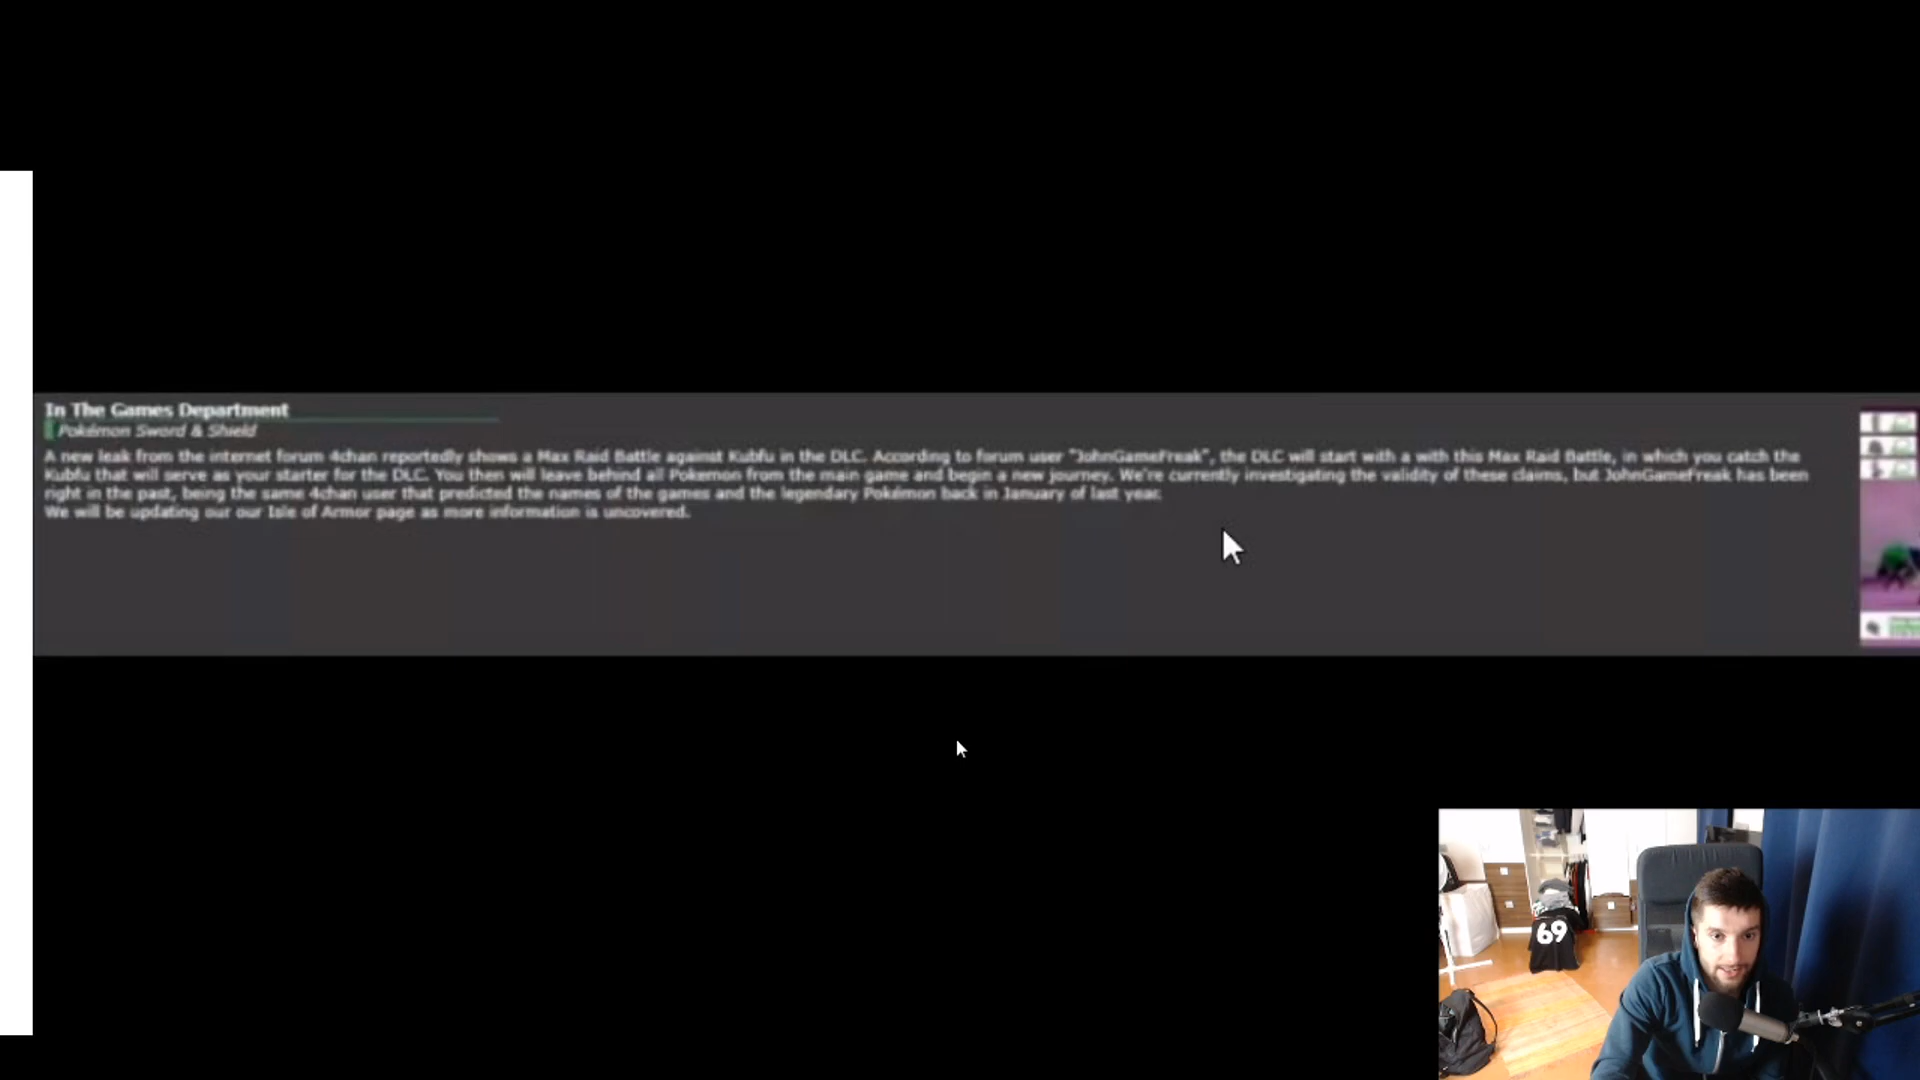 In The Games Department
Pokémon Sword & Shield
A new leak from the internet forum 4chan reportedly shows a Max Raid Battle against Kubfu in the DLC. According to forum user "JohnGameFreak", the DLC will start with a with this Max Raid Battle, in which you catch the
Kubfu that will serve as your starter for the DLC. You then will leave behind all Pokemon from the main game and begin a new journey. We're currently investigating the validity of these claims, but JohnGameFreak has been
right in the past, being the same 4chan user that predicted the names of the games and the legendary Pokémon back in January of last year.
We will be updating our our Isle of Armor page as more information is uncovered.
69